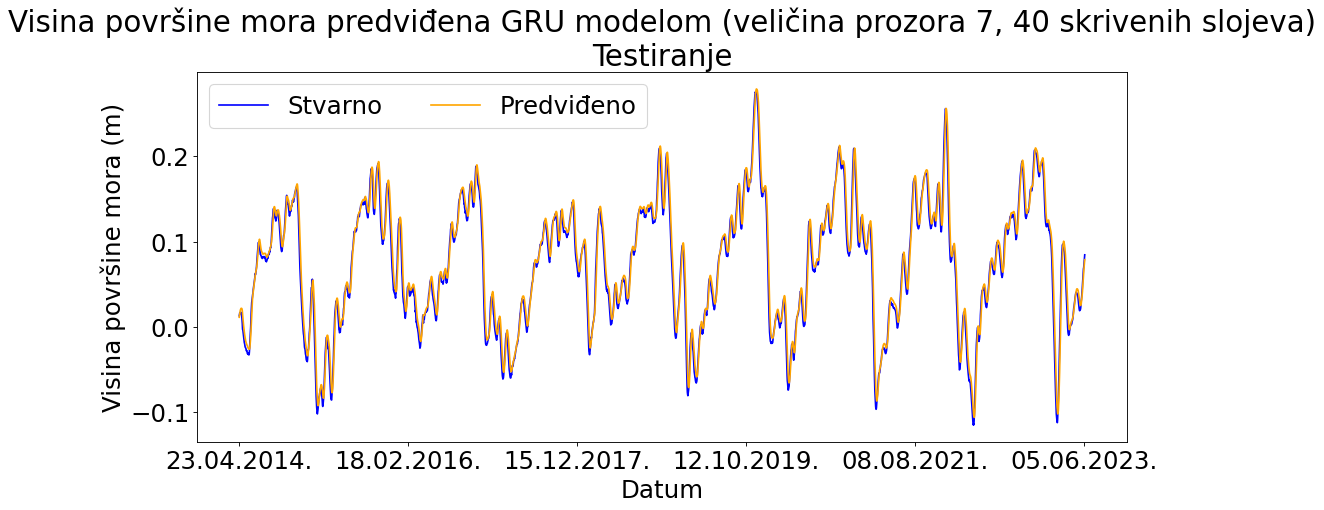 Visina površine mora predviđena GRU modelom (veličina prozora 7, 40 skrivenih slojeva)
Testiranje
Stvarno
Predviđeno
Visina površine mora (m)
0.2
0.1
0.0
−0.1
23.04.2014.
18.02.2016.
15.12.2017.
12.10.2019.
08.08.2021.
05.06.2023.
Datum